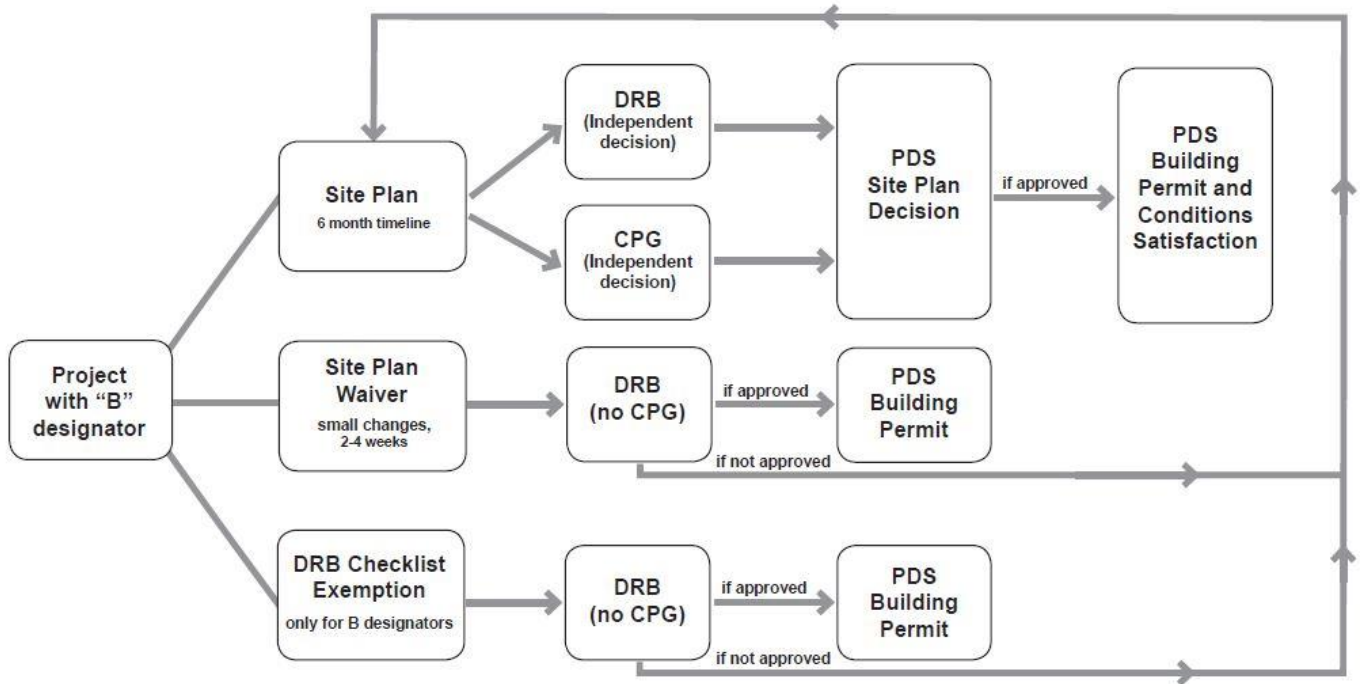 Project
with “B”
designator
Site Plan
6 month timeline
DRB
(Independent
decision)
CPG
(Independent
decision)
PDS
Site Plan
Decision
if approved
PDS
Building
Permit and
Conditions
Satisfaction
Site Plan
Waiver
small changes,
2-4 weeks
DRB
(no CPG)
if approved
PDS
Building
Permit
if not approved
DRB Checklist
Exemption
only for B designators
DRB
(no CPG)
if approved
PDS
Building
Permit
if not approved